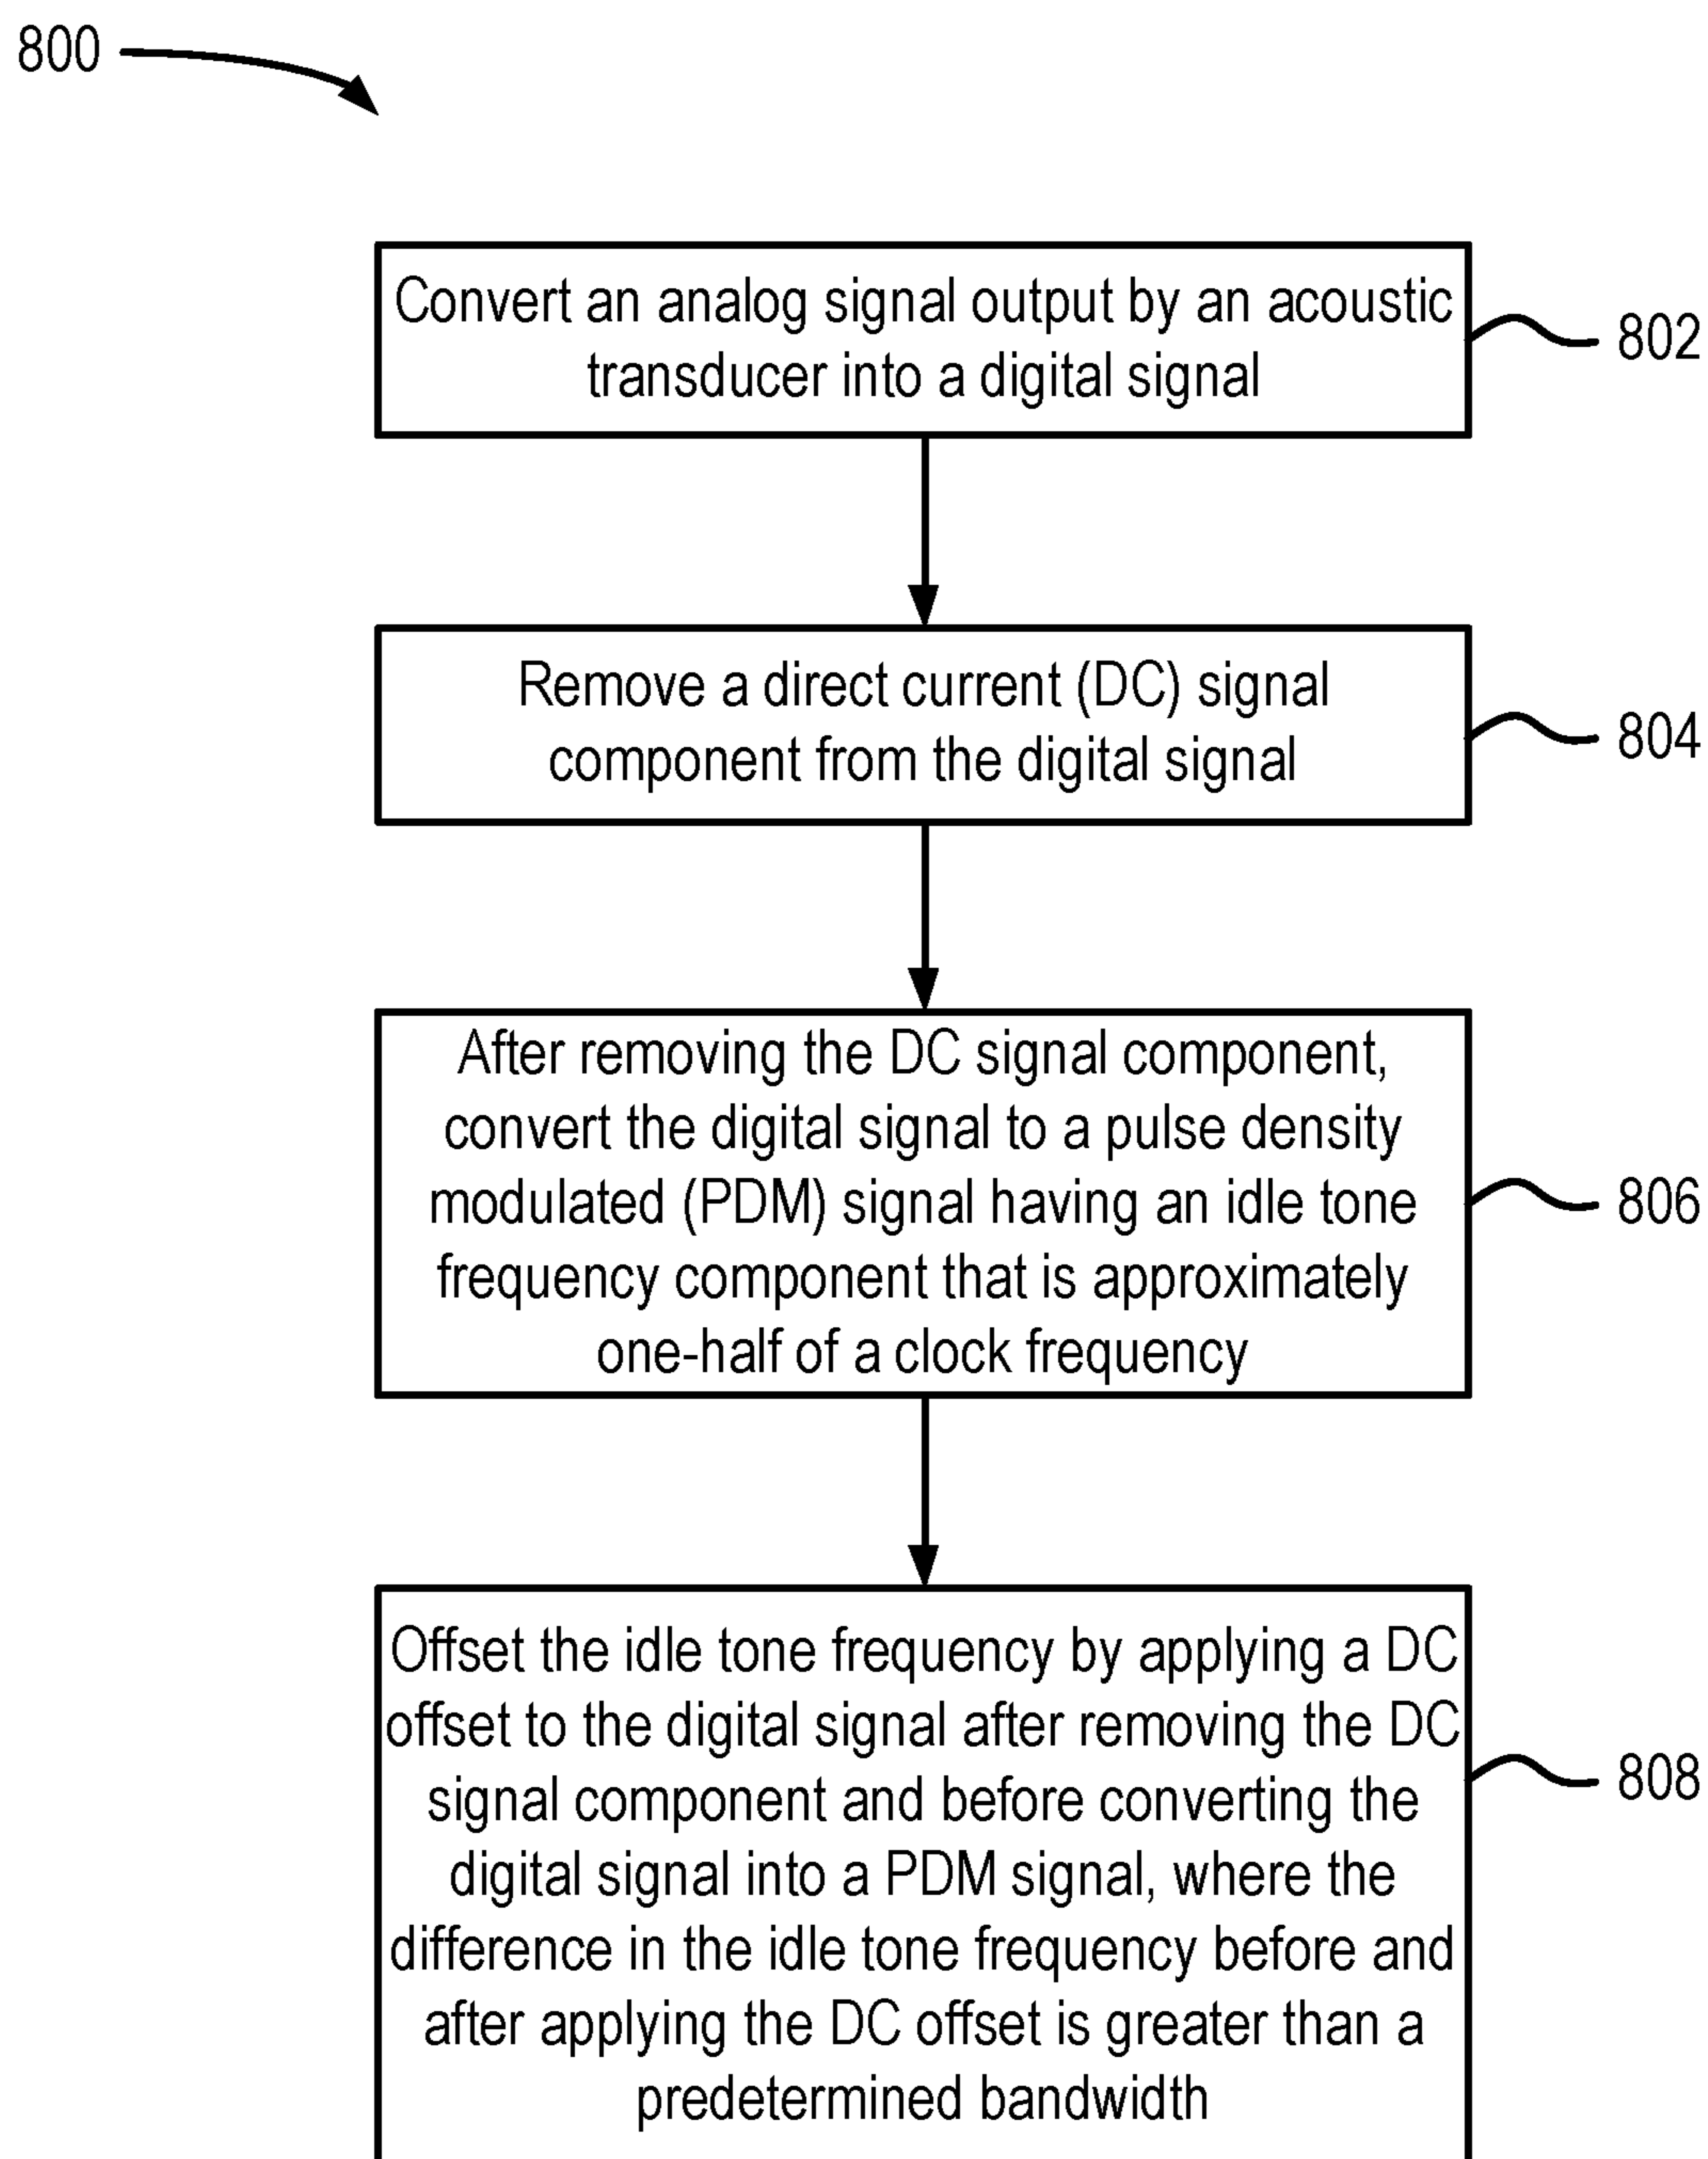 800
Convert an analog signal output by an acoustic
transducer into a digital signal
802
Remove a direct current (DC) signal
component from the digital signal
804
After removing the DC signal component,
convert the digital signal to a pulse density
modulated (PDM) signal having an idle tone
frequency component that is approximately
one-half of a clock frequency
806
Offset the idle tone frequency by applying a DC
offset to the digital signal after removing the DC
signal component and before converting the
digital signal into a PDM signal, where the
difference in the idle tone frequency before and
after applying the DC offset is greater than a
predetermined bandwidth
808